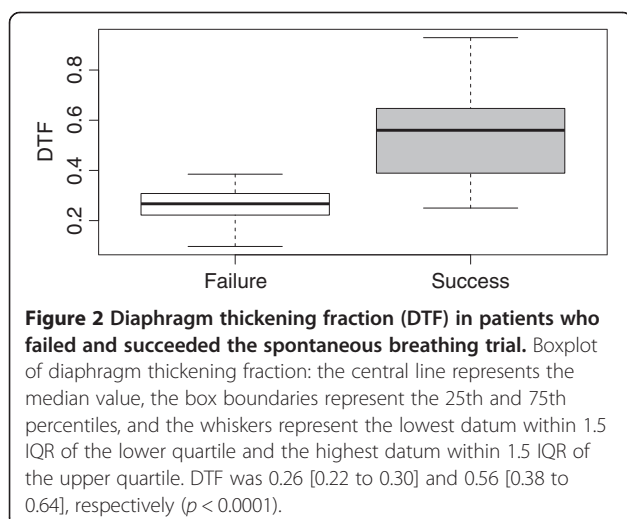 0.8
0.6
0.4
0.2
DTF
Failure Success
Figure 2 Diaphragm thickening fraction (DTF) in patients who
failed and succeeded the spontaneous breathing trial. Boxplot
of diaphragm thickening fraction: the central line represents the
median value, the box boundaries represent the 25th and 75th
percentiles, and the whiskers represent the lowest datum within 1.5
IQR of the lower quartile and the highest datum within 1.5 IQR of
the upper quartile. DTF was 0.26 [0.22 to 0.30] and 0.56 [0.38 to
0.64], respectively (p < 0.0001).